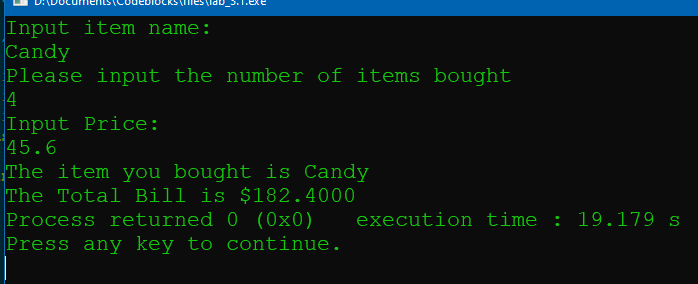 D:\Documents\Codeblocks\files\lab_3.1.exe
Input item name:
Candy
Please input the number of items bought
4
Input Price:
45.6
The item you bought is Candy
The Total Bill is $182.4000
Process returned 0 (0x0)   execution time : 19.179 s
Press any key to continue.